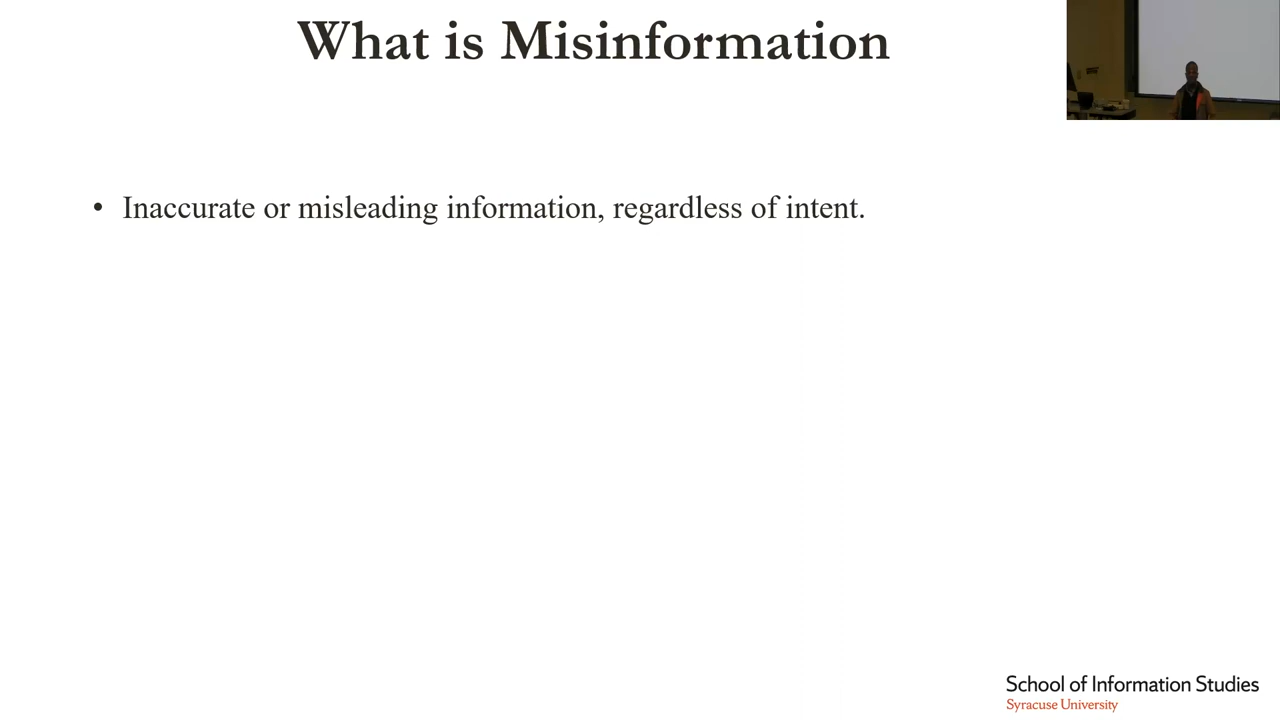 What is Misinformation
• Inaccurate or misleading information, regardless of intent.
School of Information Studies
Syracuse University